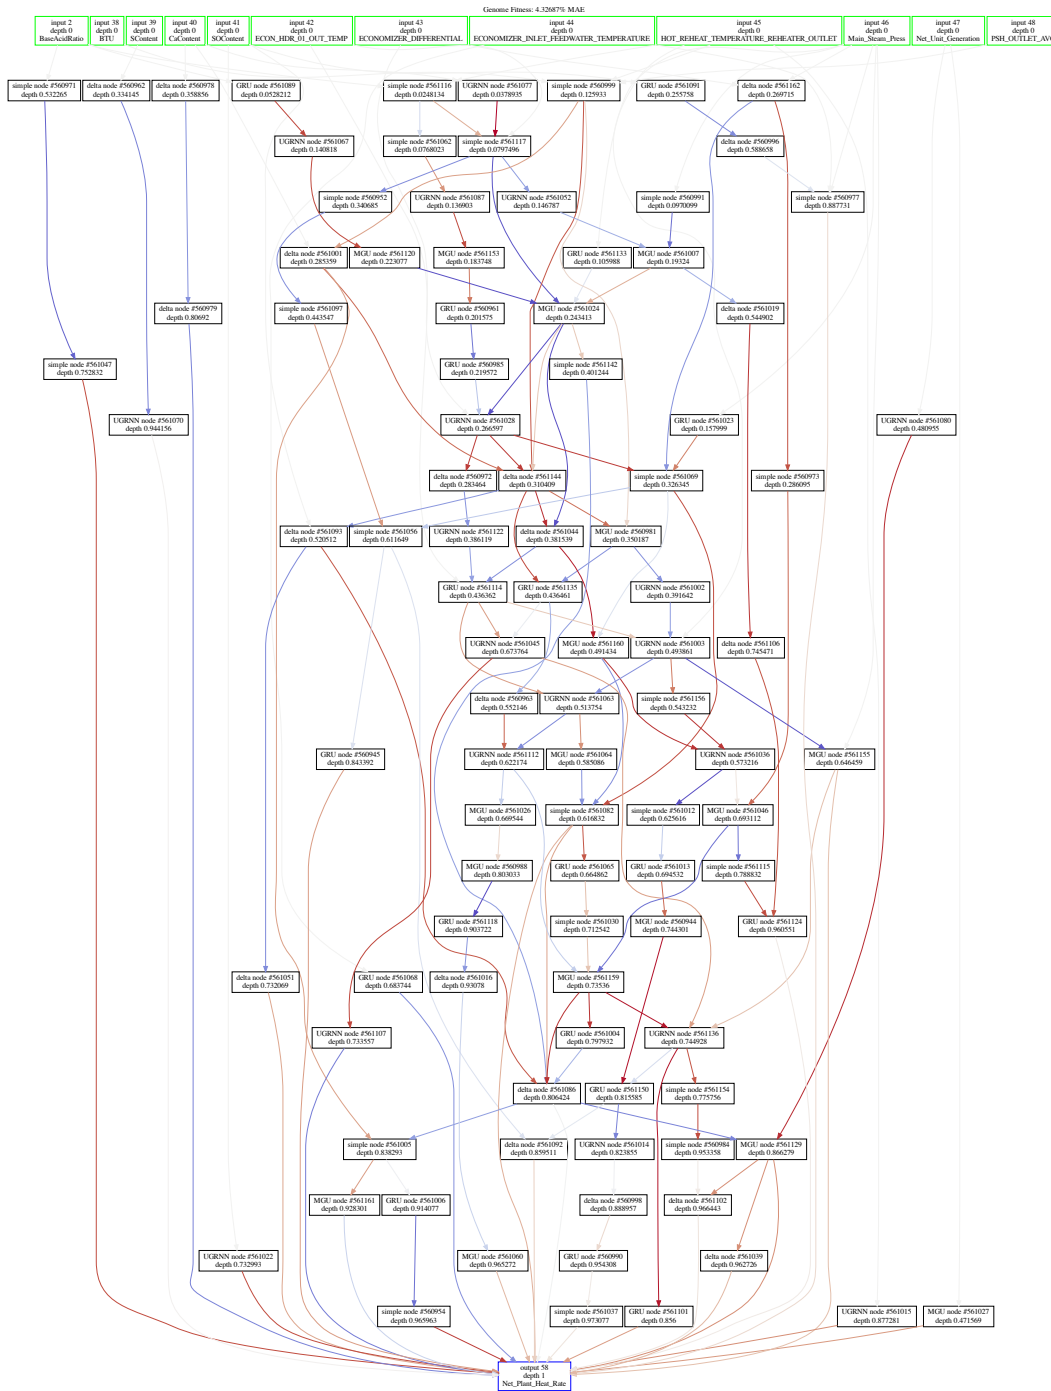 Genome Fitness: 4.32687% MAE
input 2
depth 0
BaseAcidRatio
input 38
depth 0
BTU
input 39
depth 0
SContent
input 40
depth 0
CaContent
input 41
depth 0
SOContent
input 42
depth 0
ECON_HDR_01_OUT_TEMP
input 43
depth 0
ECONOMIZER_DIFFERENTIAL
input 44
depth 0
ECONOMIZER_INLET_FEEDWATER_TEMPERATURE
input 45
depth 0
HOT_REHEAT_TEMPERATURE_REHEATER_OUTLET
input 46
depth 0
Main_Steam_Press
input 47
depth 0
Net_Unit_Generation
input 48
depth 0
PSH_OUTLET_AV
simple node #560971
depth 0.532265
delta node #560962
depth 0.334145
delta node #560978
depth 0.358856
GRU node #561089
depth 0.0528212
simple node #561116
depth 0.0248134
UGRNN node #561077
depth 0.0378935
simple node #560999
depth 0.125933
GRU node #561091
depth 0.255758
delta node #561162
depth 0.269715
UGRNN node #561067
depth 0.140818
simple node #561062
depth 0.0768023
simple node #561117
depth 0.0797496
delta node #560996
depth 0.588658
simple node #560952
depth 0.340685
UGRNN node #561087
depth 0.136903
UGRNN node #561052
depth 0.146787
simple node #560991
depth 0.0970099
simple node #560977
depth 0.887731
delta node #561001
depth 0.285359
MGU node #561120
depth 0.223077
MGU node #561153
depth 0.183748
GRU node #561133
depth 0.105988
MGU node #561007
depth 0.19324
delta node #560979
depth 0.80692
simple node #561097
depth 0.443547
GRU node #560961
depth 0.201575
MGU node #561024
depth 0.243413
delta node #561019
depth 0.544902
simple node #561047
depth 0.752832
GRU node #560985
depth 0.219572
simple node #561142
depth 0.401244
UGRNN node #561070
depth 0.944156
UGRNN node #561028
depth 0.266597
GRU node #561023
depth 0.157999
UGRNN node #561080
depth 0.480955
delta node #560972
depth 0.283464
delta node #561144
depth 0.310409
simple node #561069
depth 0.326345
simple node #560973
depth 0.286095
delta node #561093
depth 0.520512
simple node #561056
depth 0.611649
UGRNN node #561122
depth 0.386119
delta node #561044
depth 0.381539
MGU node #560981
depth 0.350187
GRU node #561114
depth 0.436362
GRU node #561135
depth 0.436461
UGRNN node #561002
depth 0.391642
UGRNN node #561045
depth 0.673764
MGU node #561160
depth 0.491434
UGRNN node #561003
depth 0.493861
delta node #561106
depth 0.745471
delta node #560963
depth 0.552146
UGRNN node #561063
depth 0.513754
simple node #561156
depth 0.543232
GRU node #560945
depth 0.843392
UGRNN node #561112
depth 0.622174
MGU node #561064
depth 0.585086
UGRNN node #561036
depth 0.573216
MGU node #561155
depth 0.646459
MGU node #561026
depth 0.669544
simple node #561082
depth 0.616832
simple node #561012
depth 0.625616
MGU node #561046
depth 0.693112
MGU node #560988
depth 0.803033
GRU node #561065
depth 0.664862
GRU node #561013
depth 0.694532
simple node #561115
depth 0.788832
GRU node #561118
depth 0.903722
simple node #561030
depth 0.712542
MGU node #560944
depth 0.744301
GRU node #561124
depth 0.960551
delta node #561051
depth 0.732069
GRU node #561068
depth 0.683744
delta node #561016
depth 0.93078
MGU node #561159
depth 0.73536
UGRNN node #561107
depth 0.733557
GRU node #561004
depth 0.797932
UGRNN node #561136
depth 0.744928
delta node #561086
depth 0.806424
GRU node #561150
depth 0.815585
simple node #561154
depth 0.775756
simple node #561005
depth 0.838293
delta node #561092
depth 0.859511
UGRNN node #561014
depth 0.823855
simple node #560984
depth 0.953358
MGU node #561129
depth 0.866279
MGU node #561161
depth 0.928301
GRU node #561006
depth 0.914077
delta node #560998
depth 0.888957
delta node #561102
depth 0.966443
UGRNN node #561022
depth 0.732993
MGU node #561060
depth 0.965272
GRU node #560990
depth 0.954308
delta node #561039
depth 0.962726
simple node #560954
depth 0.965963
simple node #561037
depth 0.973077
GRU node #561101
depth 0.856
UGRNN node #561015
depth 0.877281
MGU node #561027
depth 0.471569
output 58
depth 1
Net_Plant_Heat_Rate